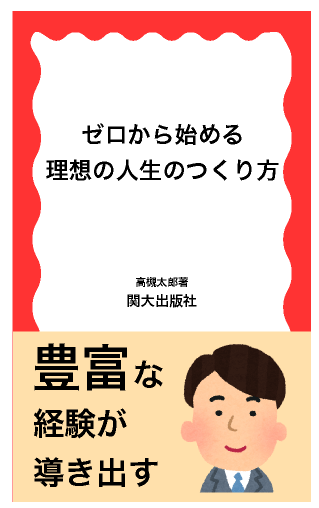 ゼロから始める
理想の人生のつくり方
高槻太郎著
関大出版社
豊富な
経験が
導き出す